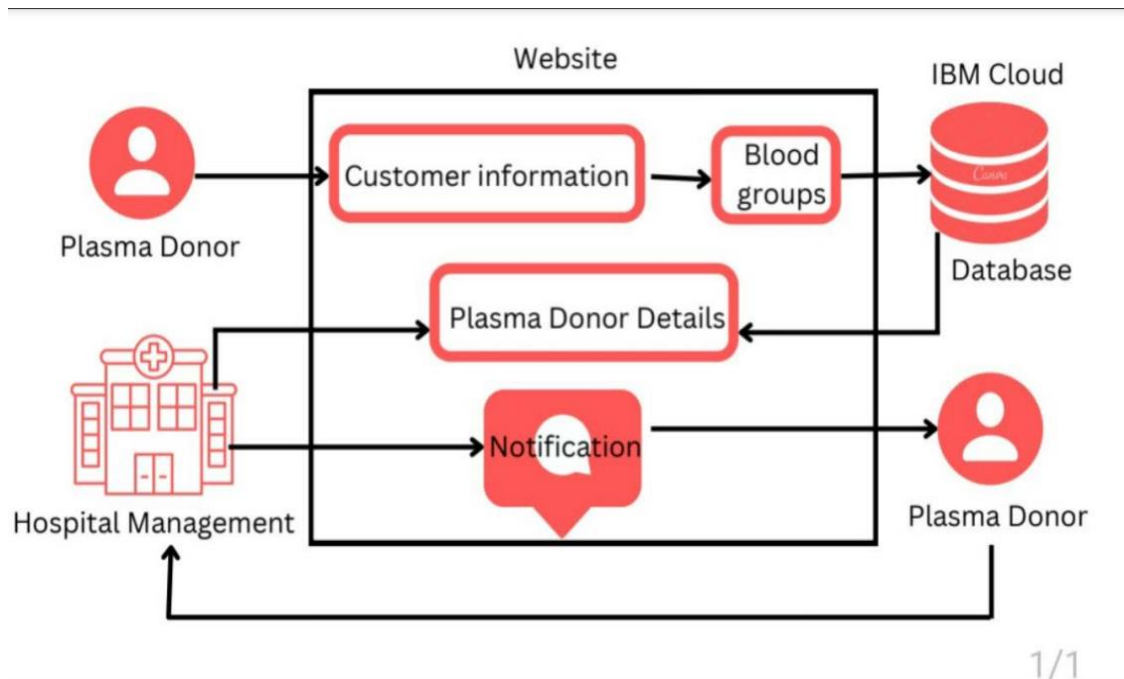 Website
IBM Cloud
Customer information
Blood
groups
Canva
Plasma Donor
Database
Plasma Donor Details
Notification
Hospital Management
Plasma Donor
1/1